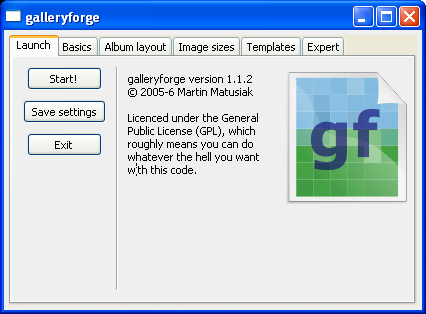 galleryforge
Launch Basics Album layout Image sizes Templates Expert
Start!
Save settings
Exit
galleryforge version 1.1.2
© 2005-6 Martin Matusiak
Licenced under the General
Public License (GPL), which
roughly means you can do
whatever the hell you want
with this code.
gf